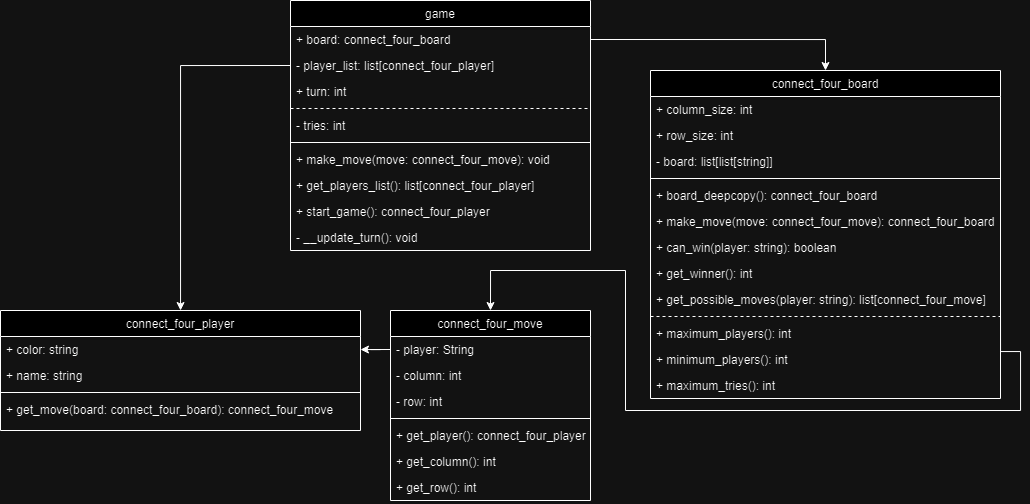 game
+ board: connect_four_board
- player_list: list[connect_four_player]
+ turn: int
- tries: int
+ make_move(move: connect_four_move): void
+ get_players_list(): list[connect_four_player]
+ start_game(): connect_four_player
- __update_turn(): void
connect_four_board
+ column_size: int
+ row_size: int
- board: list[list[string]]
+ board_deepcopy(): connect_four_board
+ make_move(move: connect_four_move): connect_four_board
+ can_win(player: string): boolean
+ get_winner(): int
+ get_possible_moves(player: string): list[connect_four_move]
+ maximum_players(): int
+ minimum_players(): int
+ maximum_tries(): int
connect_four_player
+ color: string
+ name: string
+ get_move(board: connect_four_board): connect_four_move
connect_four_move
- player: String
- column: int
- row: int
+ get_player(): connect_four_player
+ get_column(): int
+ get_row(): int